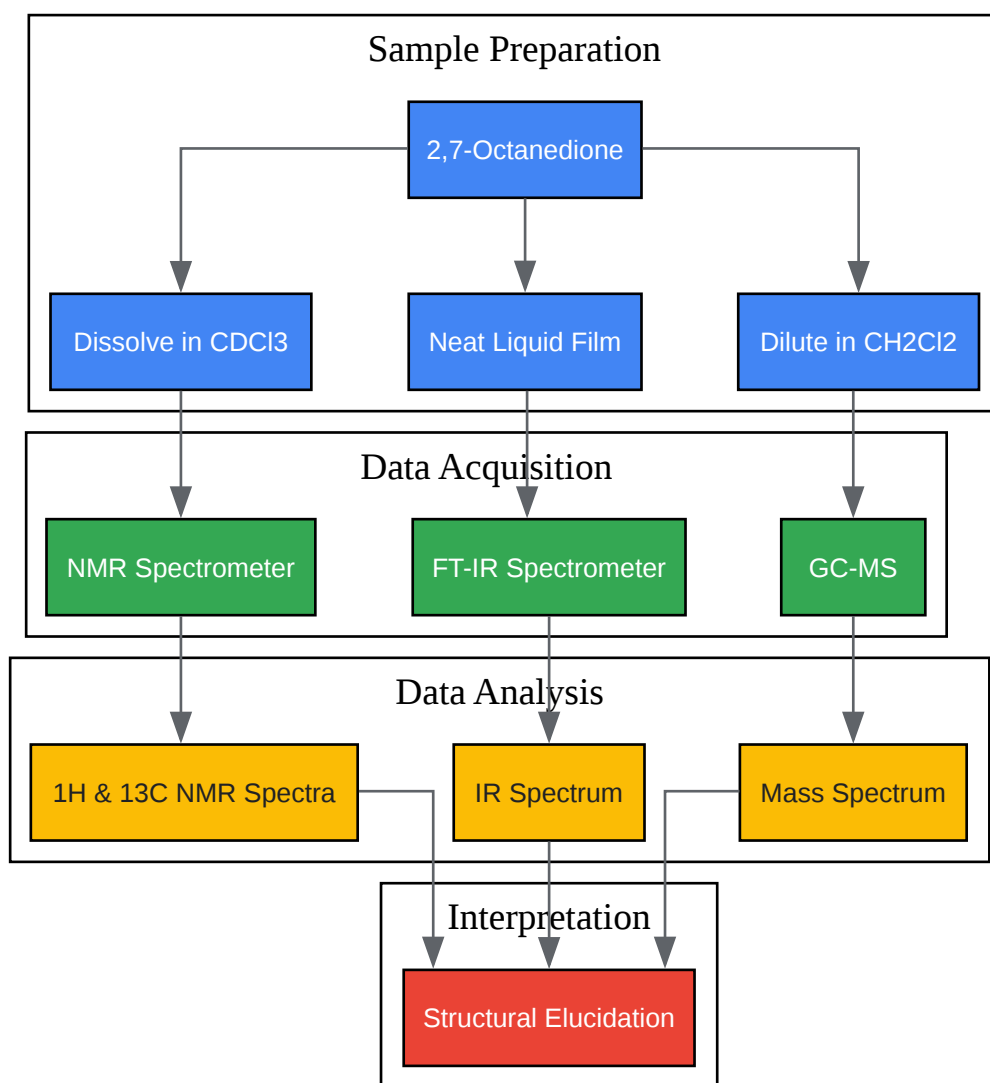 Sample Preparation
2,7-Octanedione
Dissolve in CDCl3
Neat Liquid Film
Dilute in CH2Cl2
Data Acquisition
NMR Spectrometer
FT-IR Spectrometer
GC-MS
Data Analysis
1H & 13C NMR Spectra
IR Spectrum
Mass Spectrum
Interpretation
Structural Elucidation